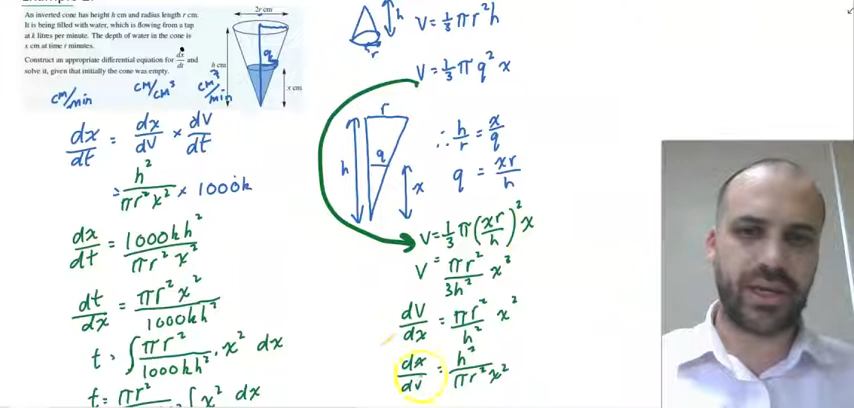 An inverted cone has height h cm and radius length r cm.
It is being filled with water, which is flowing from a tap
at k litres per minute. The depth of water in the cone is
x cm at time t minutes.
Construct an appropriate differential equation for dx/dt and
solve it, given that initially the cone was empty.
2r cm
h cm
x cm
q
cm/min
cm/cm³
cm³/min
dx/dt = dx/dV × dV/dt
= h²/πr²x² × 1000k
dx/dt = 1000kh²/πr²x²
dt/dx = πr²x²/1000kh²
t = ∫ πr²/1000kh² · x² dx
t = πr² · ∫ x² dx
h
r
V = 1/3 πr²h
V = 1/3 π q² x
r
h
q
x
∴ h/r = x/q
q = xr/h
V = 1/3 π (xr/h)² x
V = πr²/3h² x³
dV/dx = πr²/h² x²
dx/dV = h²/πr²x²